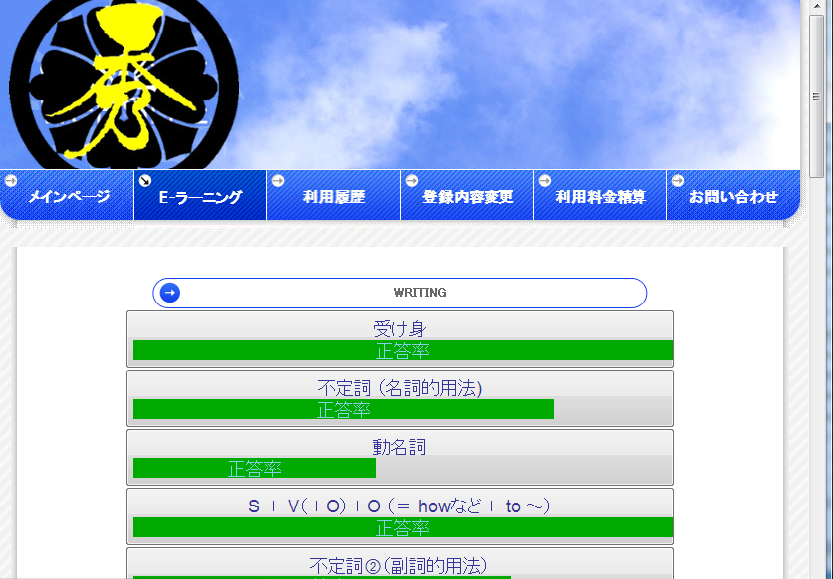 秀
メインページ
E-ラーニング
利用履歴
登録内容変更
利用料金精算
お問い合わせ
WRITING
受け身
正答率
不定詞 (名詞的用法)
正答率
動名詞
正答率
S | V(| O) | O (= howなど | to ～)
正答率
不定詞②(副詞的用法)